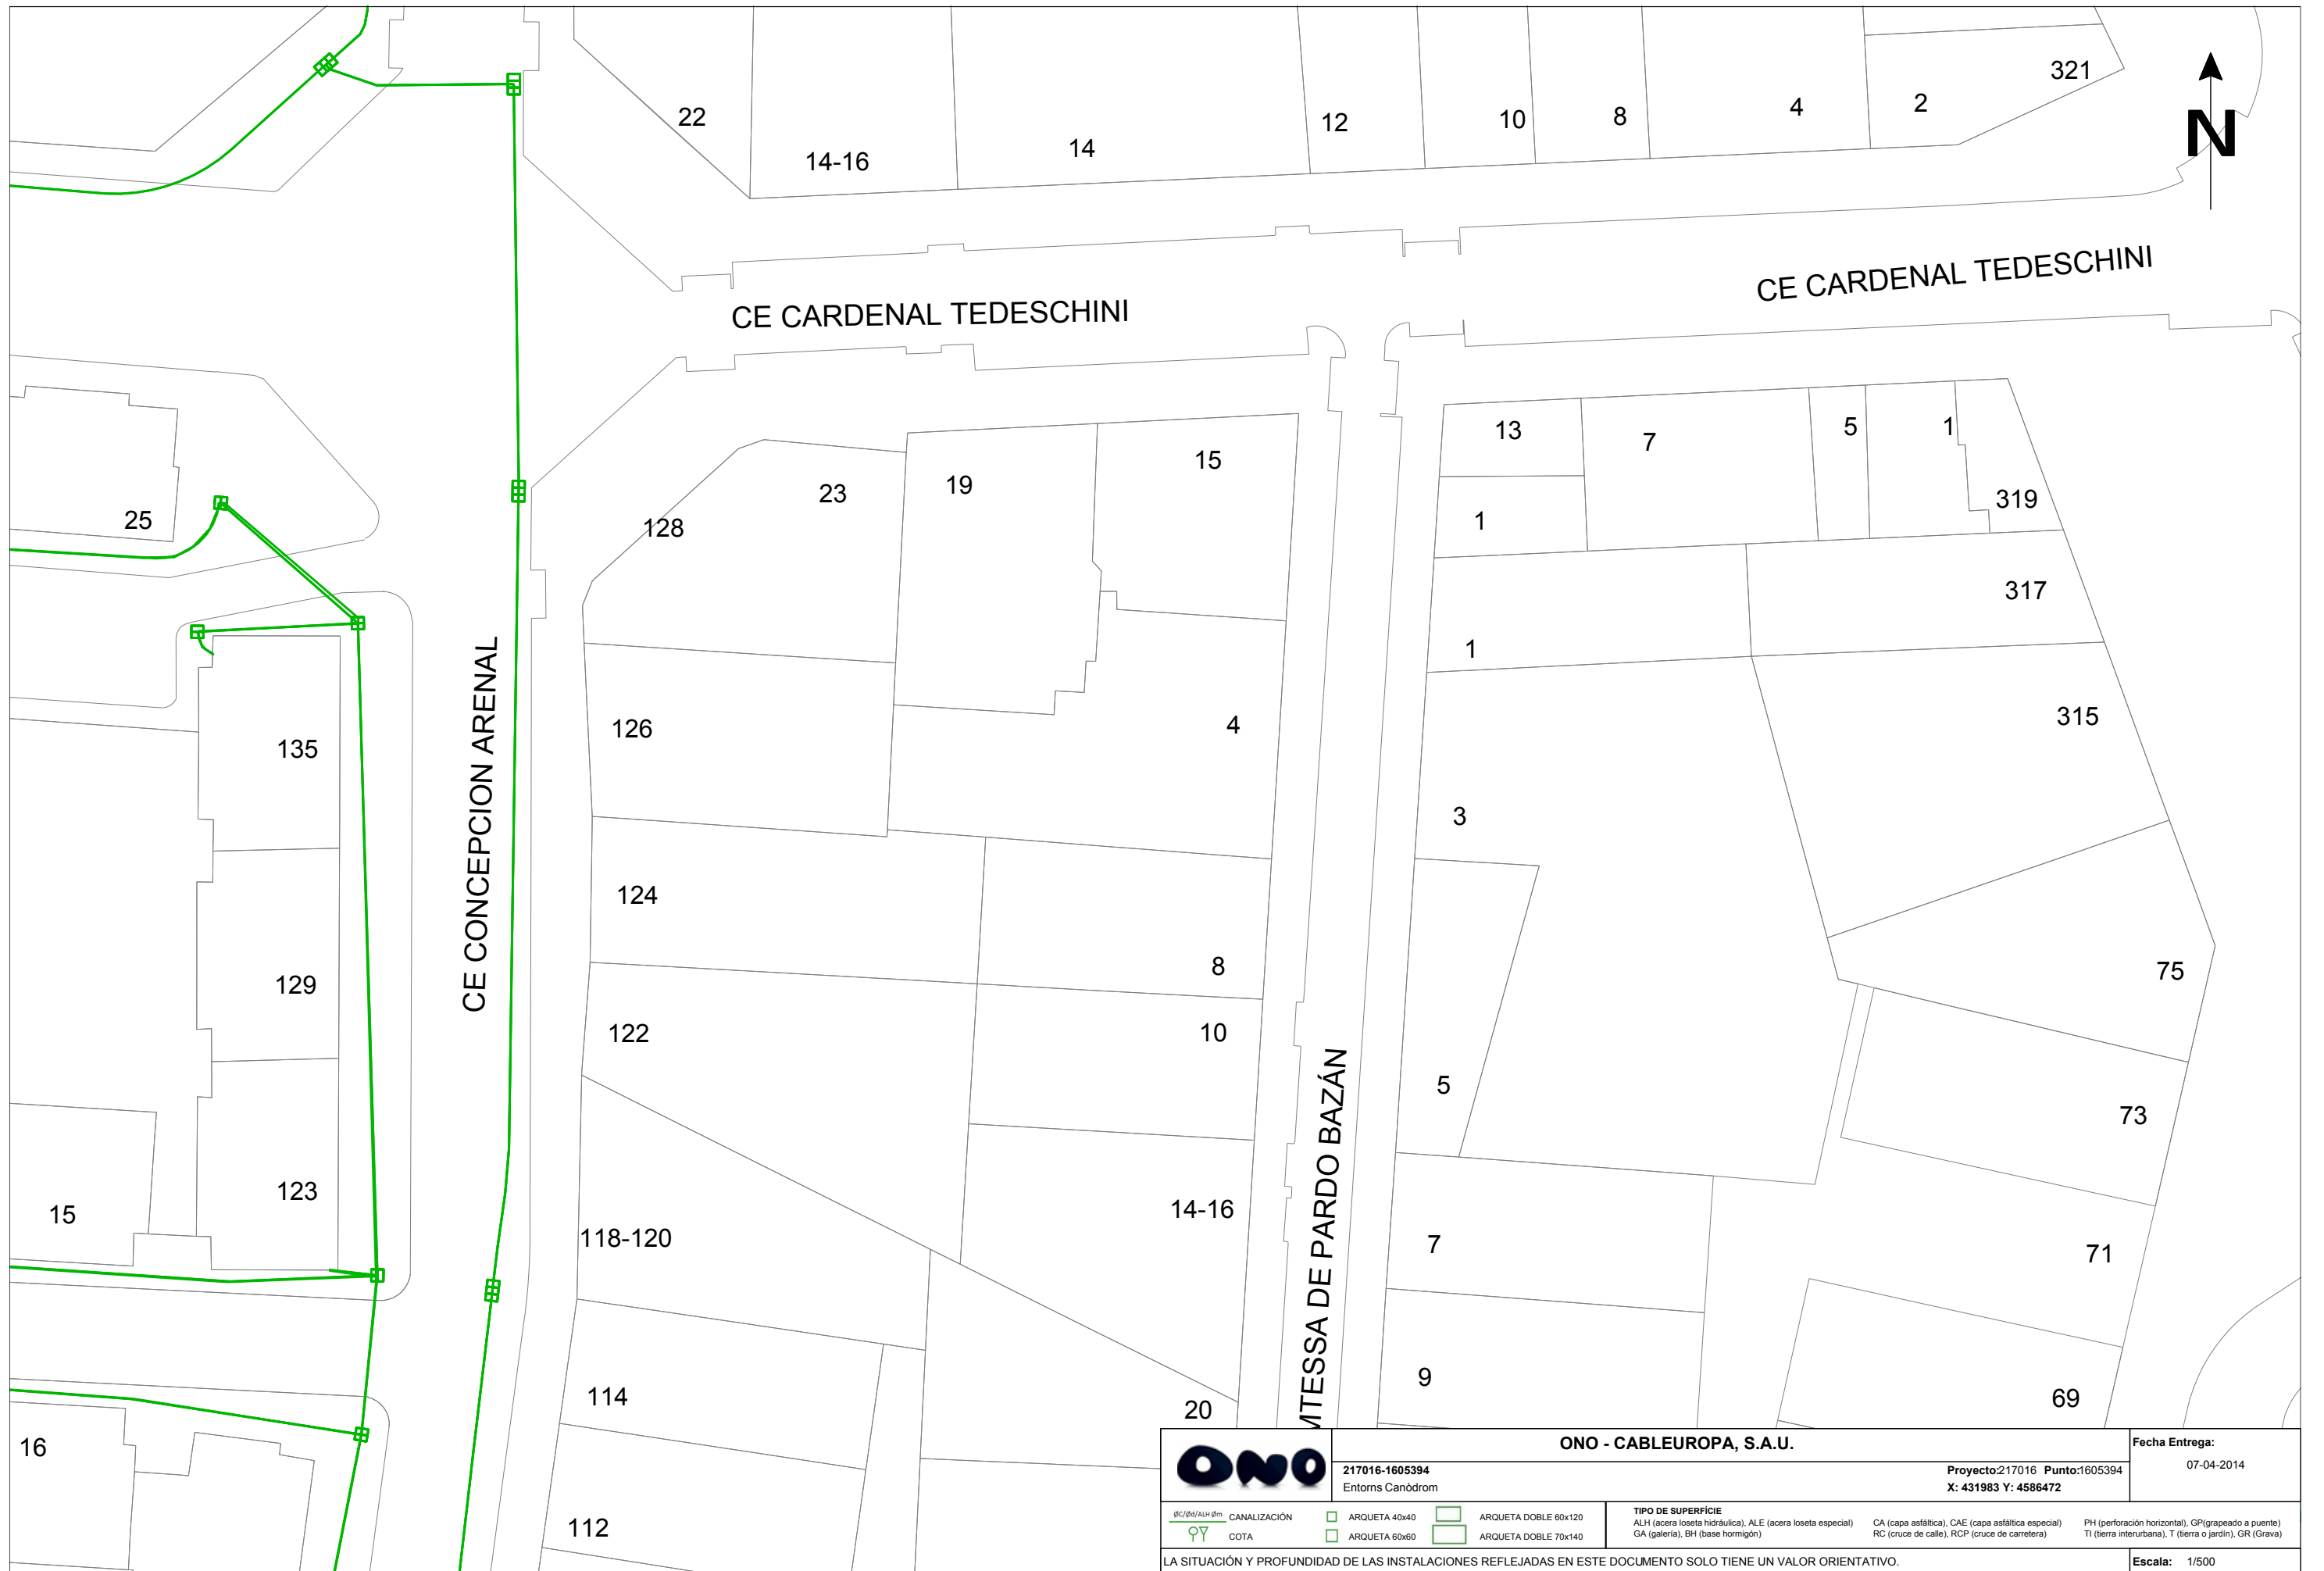 321
22
14-16
14
12
10
8
4
2
N
CE CARDENAL TEDESCHINI
CE CARDENAL TEDESCHINI
25
128
23
19
15
13
7
5
1
319
1
317
1
CE CONCEPCION ARENAL
135
126
4
315
3
124
129
8
75
122
10
5
73
15
123
118-120
14-16
7
71
MTESSA DE PARDO BAZÁN
114
9
69
20
16
112
ONO
ONO - CABLEUROPA, S.A.U.
Fecha Entrega:
07-04-2014
217016-1605394
Entorns Canòdrom
Proyecto:217016 Punto:1605394
X: 431983 Y: 4586472
ØC/Ød/ALH Øm CANALIZACIÓN
COTA
ARQUETA 40x40
ARQUETA 60x60
ARQUETA DOBLE 60x120
ARQUETA DOBLE 70x140
TIPO DE SUPERFÍCIE
ALH (acera loseta hidráulica), ALE (acera loseta especial)
GA (galería), BH (base hormigón)
CA (capa asfáltica), CAE (capa asfáltica especial)
RC (cruce de calle), RCP (cruce de carretera)
PH (perforación horizontal), GP(grapeado a puente)
TI (tierra interurbana), T (tierra o jardín), GR (Grava)
LA SITUACIÓN Y PROFUNDIDAD DE LAS INSTALACIONES REFLEJADAS EN ESTE DOCUMENTO SOLO TIENE UN VALOR ORIENTATIVO.
Escala: 1/500